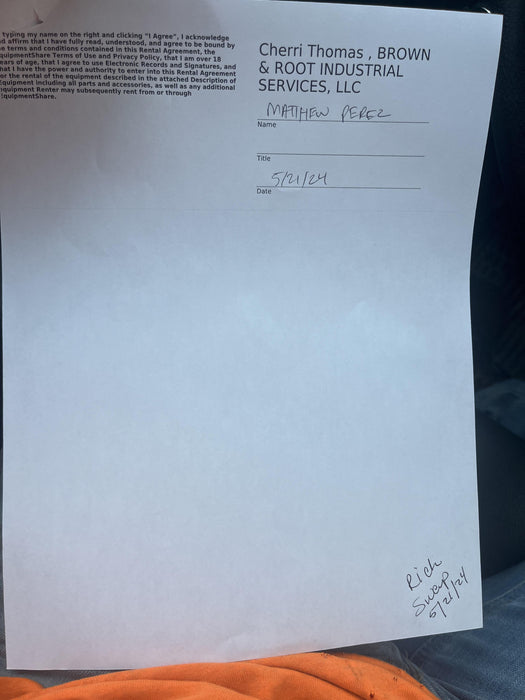 typing my name on the right and clicking "I Agree", I acknowledge
d affirm that I have fully read, understood, and agree to be bound by
e terms and conditions contained in this Rental Agreement, the
quipmentShare Terms of Use and Privacy Policy, that I am over 18
ears of age, that I agree to use Electronic Records and Signatures, and
hat I have the power and authority to enter into this Rental Agreement
or the rental of the equipment described in the attached Description of
Equipment including all parts and accessories, as well as any additional
equipment Renter may subsequently rent from or through
EquipmentShare.
Cherri Thomas , BROWN
& ROOT INDUSTRIAL
SERVICES, LLC
MATTHEW PEREZ
Name
Title
5/21/24
Date
Rich
Swap
5/21/24